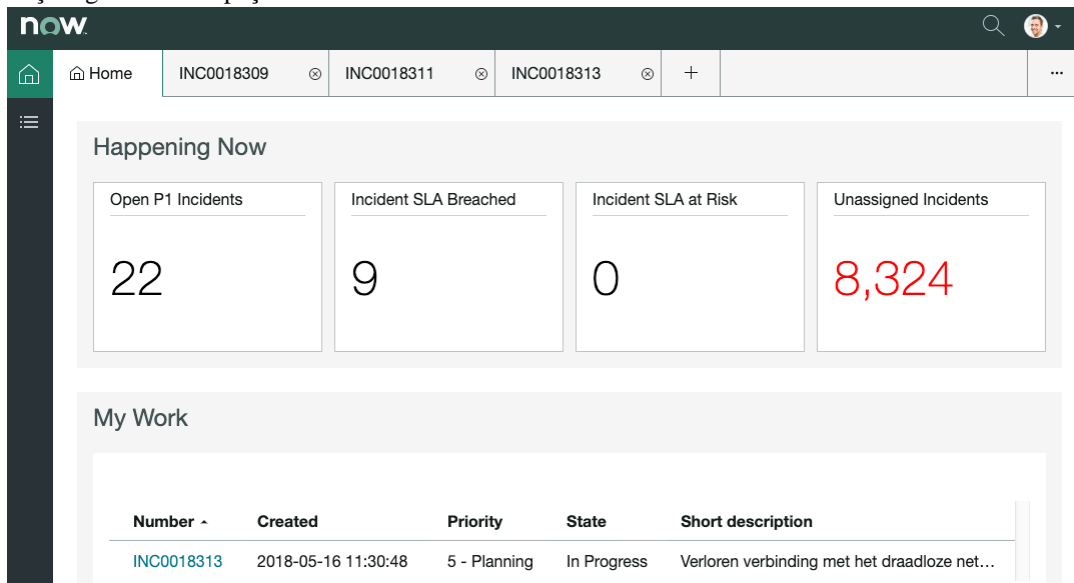 now.
Home INC0018309 INC0018311 INC0018313
Happening Now
Open P1 Incidents Incident SLA Breached Incident SLA at Risk Unassigned Incidents
22 9 0 8,324
My Work
Number Created Priority State Short description
INC0018313 2018-05-16 11:30:48 5 - Planning In Progress Verloren verbinding met het draadloze net...